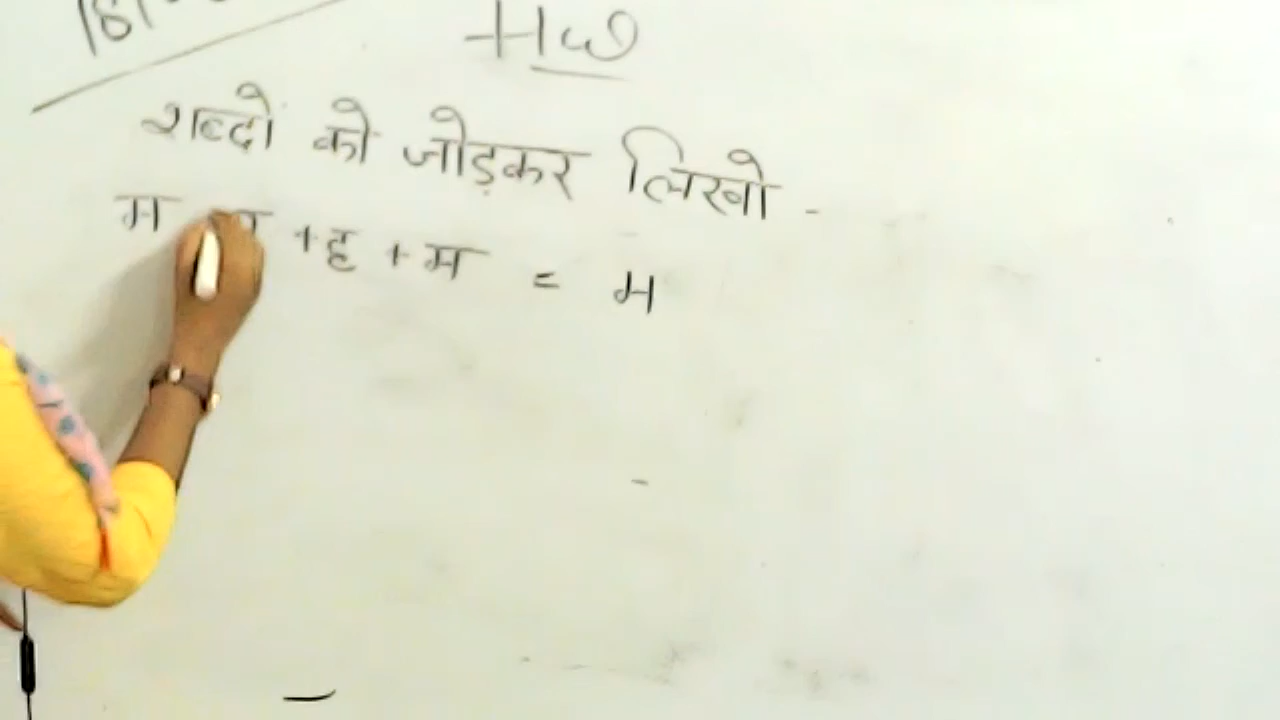 HW
शब्दो को जोड़कर लिखो -
म + ह + म = म